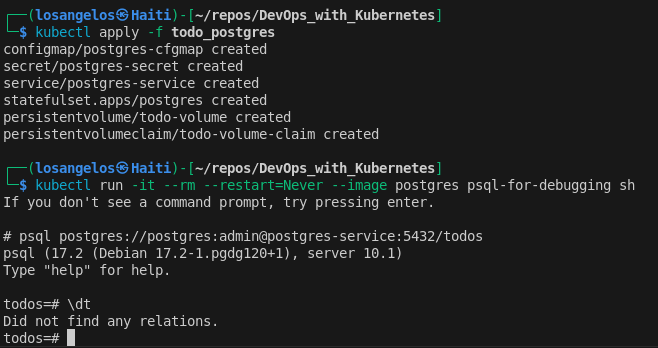 ┌──(losangelos㉿Haiti)-[~/repos/DevOps_with_Kubernetes]
└─$ kubectl apply -f todo_postgres
configmap/postgres-cfgmap created
secret/postgres-secret created
service/postgres-service created
statefulset.apps/postgres created
persistentvolume/todo-volume created
persistentvolumeclaim/todo-volume-claim created
┌──(losangelos㉿Haiti)-[~/repos/DevOps_with_Kubernetes]
└─$ kubectl run -it --rm --restart=Never --image postgres psql-for-debugging sh
If you don't see a command prompt, try pressing enter.
# psql postgres://postgres:admin@postgres-service:5432/todos
psql (17.2 (Debian 17.2-1.pgdg120+1), server 10.1)
Type "help" for help.
todos=# \dt
Did not find any relations.
todos=#